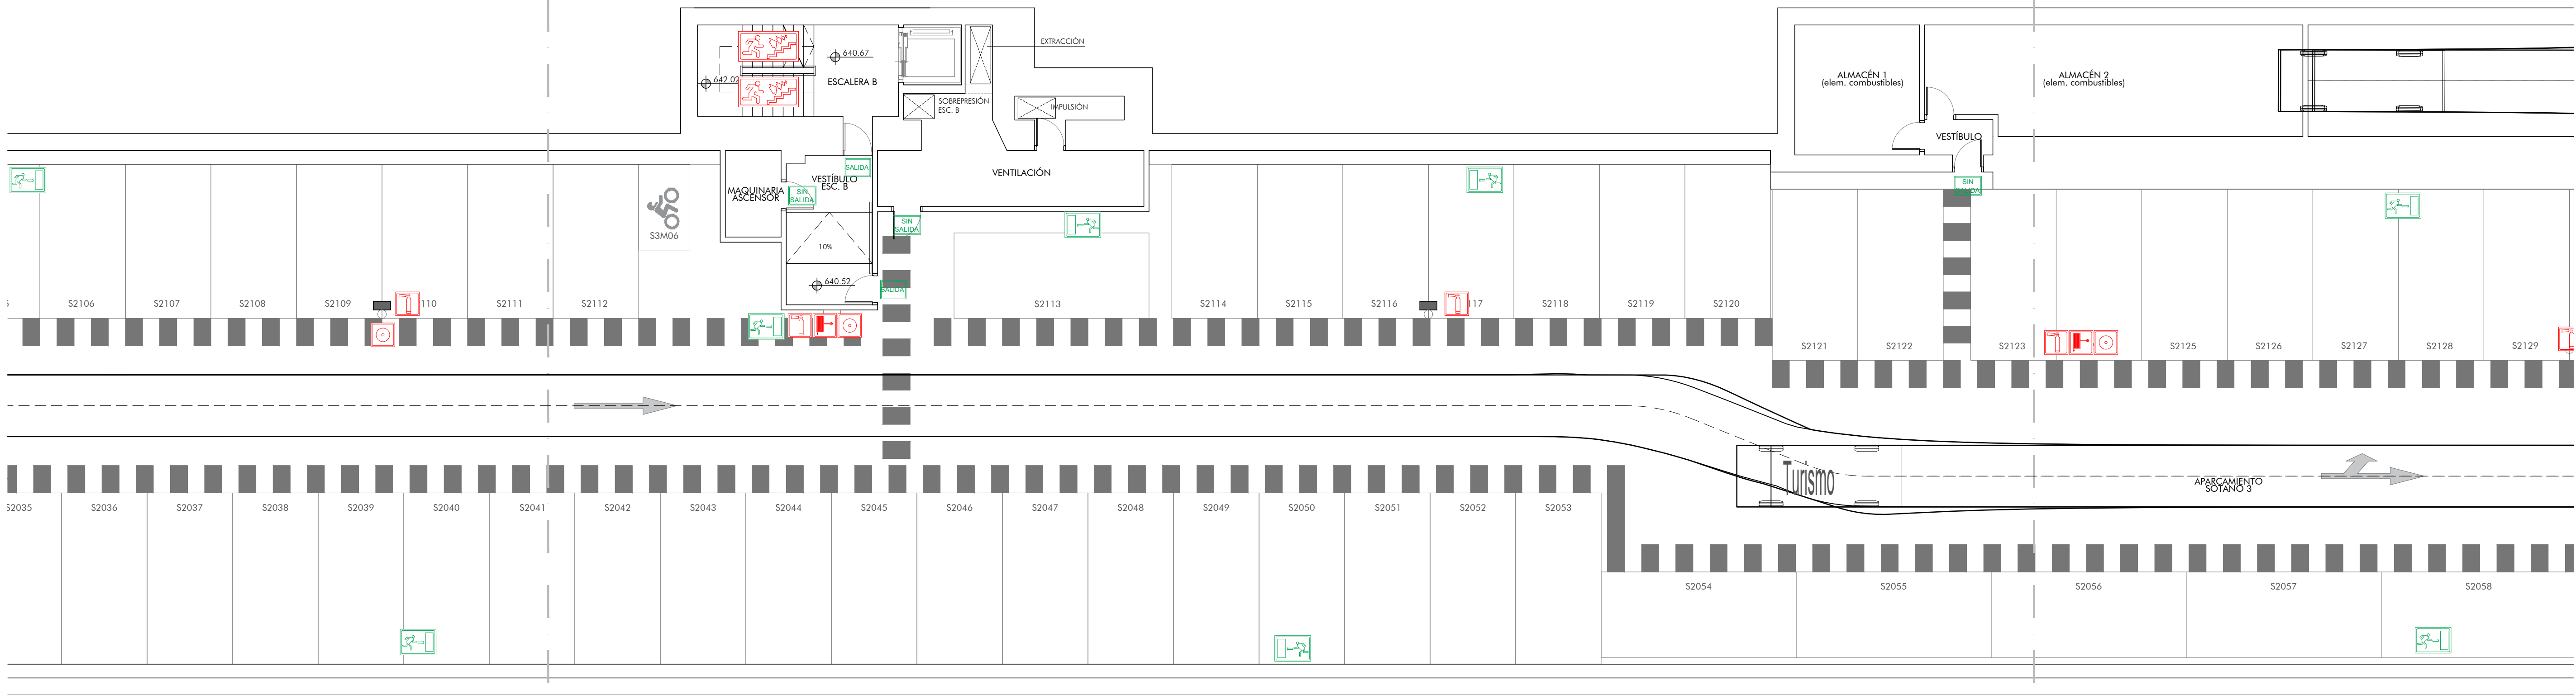 EXTRACCIÓN
640.67
642.02
ESCALERA B
SOBREPRESIÓN
ESC. B
IMPULSIÓN
ALMACÉN 1
(elem. combustibles)
ALMACÉN 2
(elem. combustibles)
VESTÍBULO
SALIDA
VENTILACIÓN
VESTÍBULO
ESC. B
MAQUINARIA
ASCENSOR
SIN
SALIDA
SIN
SALIDA
SIN
SALIDA
S3M06
10%
640.52
SALIDA
S2106
S2107
S2108
S2109
110
S2111
S2112
S2113
S2114
S2115
S2116
117
S2118
S2119
S2120
S2121
S2122
S2123
S2125
S2126
S2127
S2128
S2129
Turismo
APARCAMIENTO
SÓTANO 3
S2035
S2036
S2037
S2038
S2039
S2040
S2041
S2042
S2043
S2044
S2045
S2046
S2047
S2048
S2049
S2050
S2051
S2052
S2053
S2054
S2055
S2056
S2057
S2058